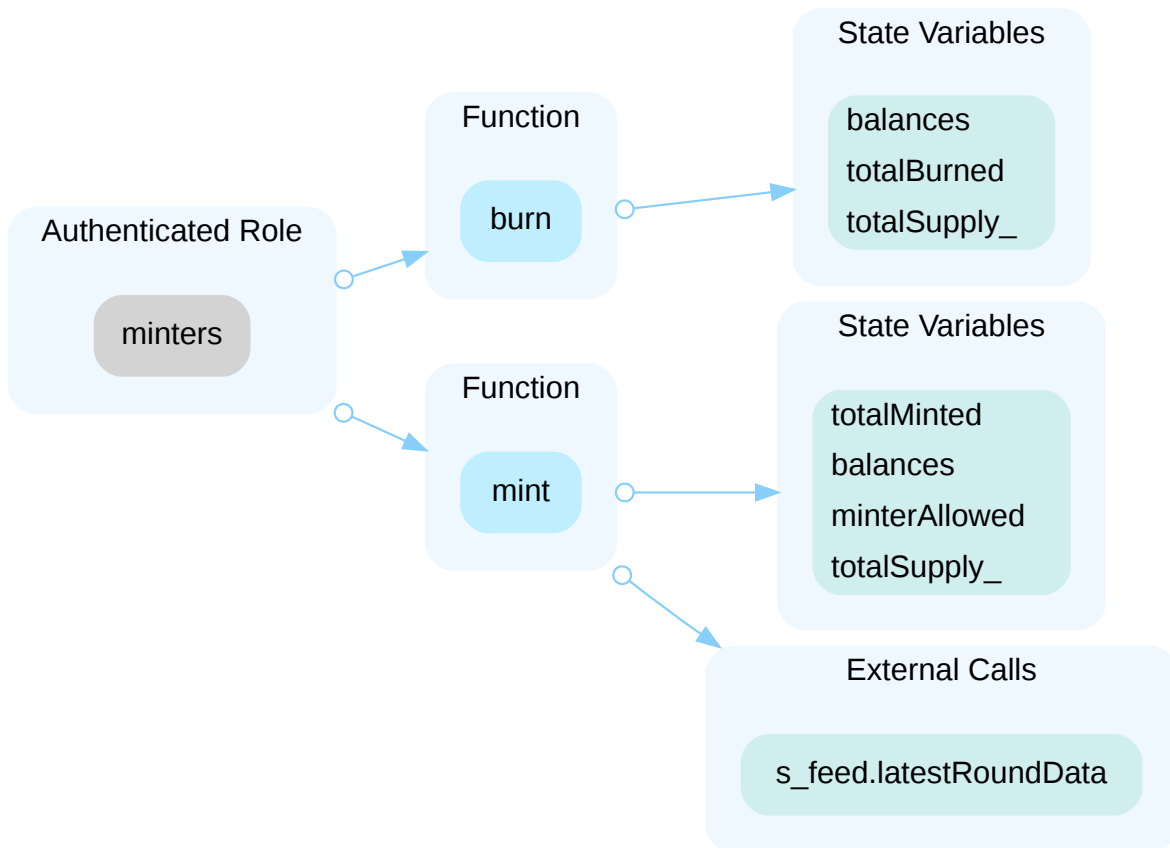 Authenticated Role
minters
Function
burn
State Variables
balances
totalBurned
totalSupply_
Function
mint
State Variables
totalMinted
balances
minterAllowed
totalSupply_
External Calls
s_feed.latestRoundData